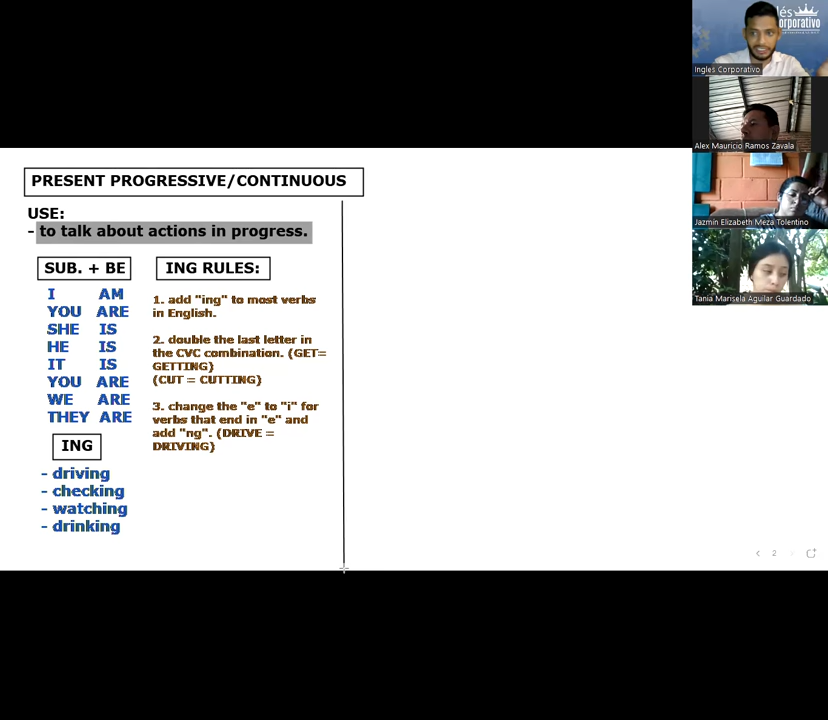 PRESENT PROGRESSIVE/CONTINUOUS
USE:
- to talk about actions in progress.
SUB. + BE
I AM
YOU ARE
SHE IS
HE IS
IT IS
YOU ARE
WE ARE
THEY ARE
ING
- driving
- checking
- watching
- drinking
ING RULES:
1. add "ing" to most verbs
in English.
2. double the last letter in
the CVC combination. (GET=
GETTING)
(CUT = CUTTING)
3. change the "e" to "i" for
verbs that end in "e" and
add "ng". (DRIVE =
DRIVING)
2
Ingles Corporativo
Alex Mauricio Ramos Zavala
Jazmin Elizabeth Meza Tolentino
Tania Marisela Aguilar Guardado